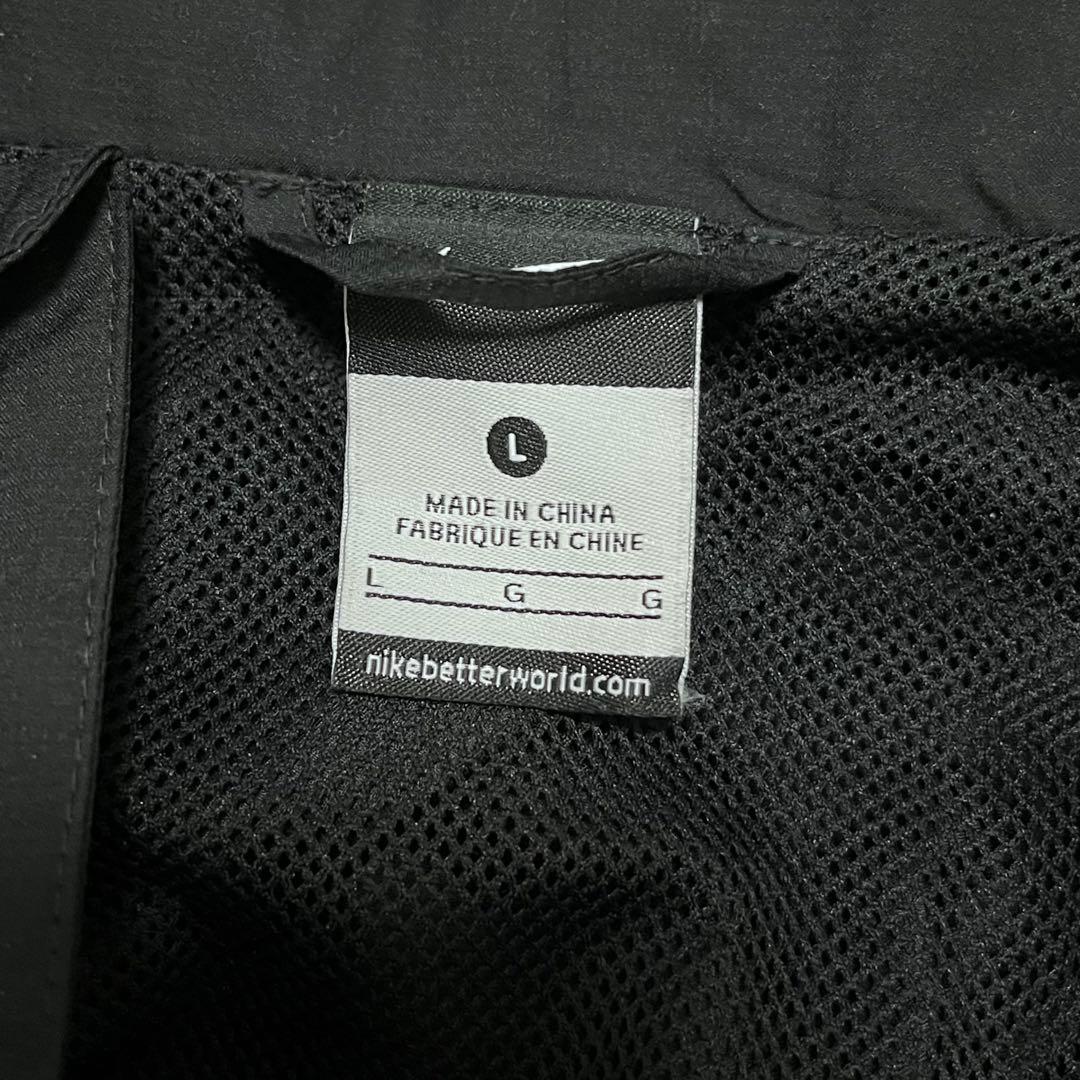 L
MADE IN CHINA
FABRIQUE EN CHINE
L G G
nikebetterworld.com